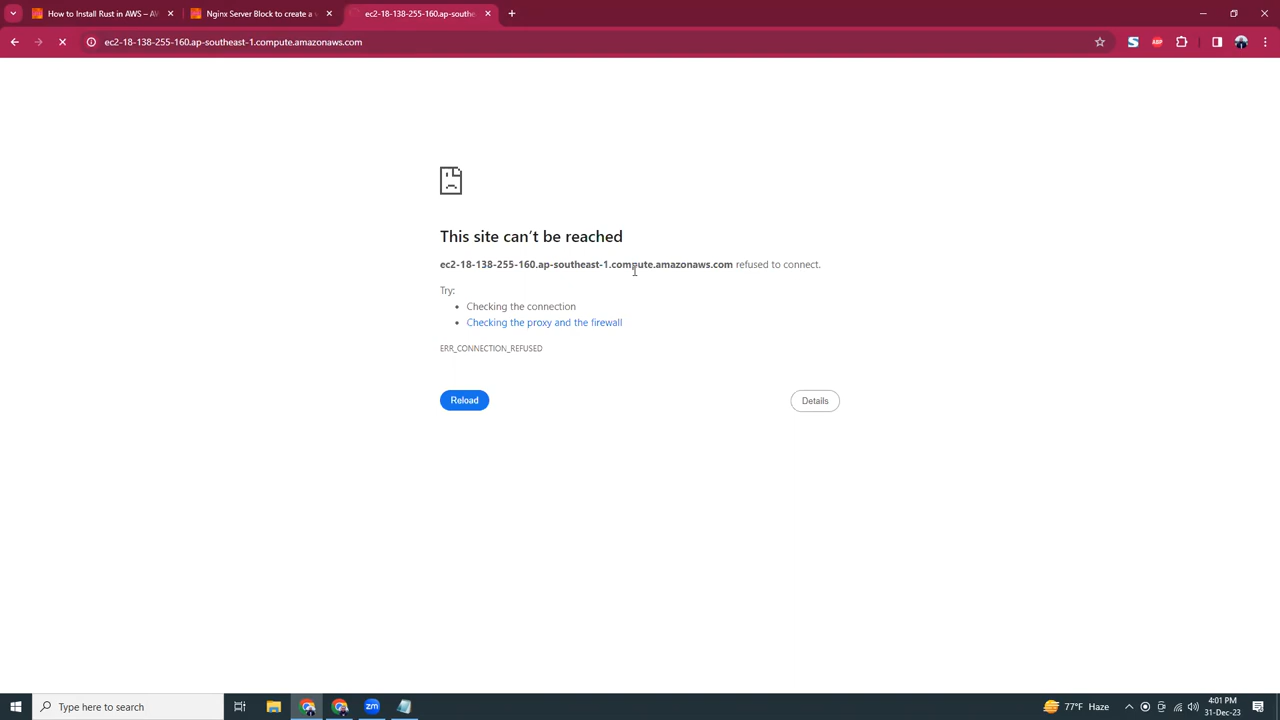 How to Install Rust in AWS – A
Nginx Server Block to create a
ec2-18-138-255-160.ap-southe
ec2-18-138-255-160.ap-southeast-1.compute.amazonaws.com
ABP
This site can't be reached
ec2-18-138-255-160.ap-southeast-1.compute.amazonaws.com refused to connect.
Try:
• Checking the connection
• Checking the proxy and the firewall
ERR_CONNECTION_REFUSED
Reload
Details
Type here to search
zm
77°F Haze
4:01 PM
31-Dec-23